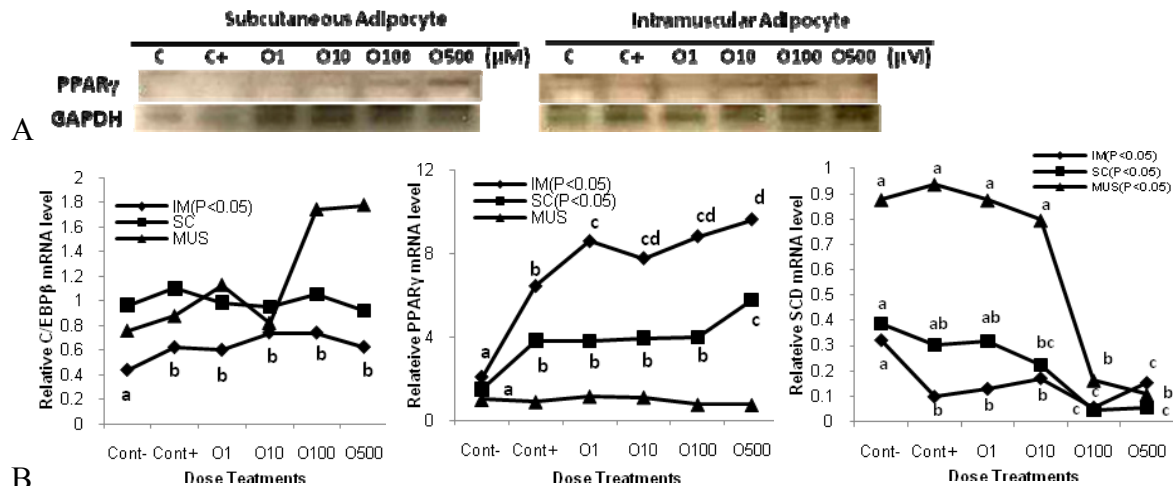 Subcutaneous Adipocyte
Intramuscular Adipocyte
C C+ O1 O10 O100 O500 (μM)
C C+ O1 O10 O100 O500 (μM)
PPARγ
GAPDH
A
Relative C/EBPβ mRNA level
2
1.8
1.6
1.4
1.2
1
0.8
0.6
0.4
0.2
0
IM(P<0.05)
SC
MUS
a b b b b b
Cont- Cont+ O1 O10 O100 O500
Dose Teatments
Relative PPARγ mRNA level
12
8
4
0
IM(P<0.05)
SC(P<0.05)
MUS
a b c cd cd d
a b b b b c
Cont- Cont+ O1 O10 O100 O500
Dose Treatments
Relateive SCD mRNA level
1
0.9
0.8
0.7
0.6
0.5
0.4
0.3
0.2
0.1
0
IM(P<0.05)
SC(P<0.05)
MUS(P<0.05)
a a a a b b
a ab ab bc c c
a b b b c c
Cont- Cont+ O1 O10 O100 O500
Dose Treatments
B